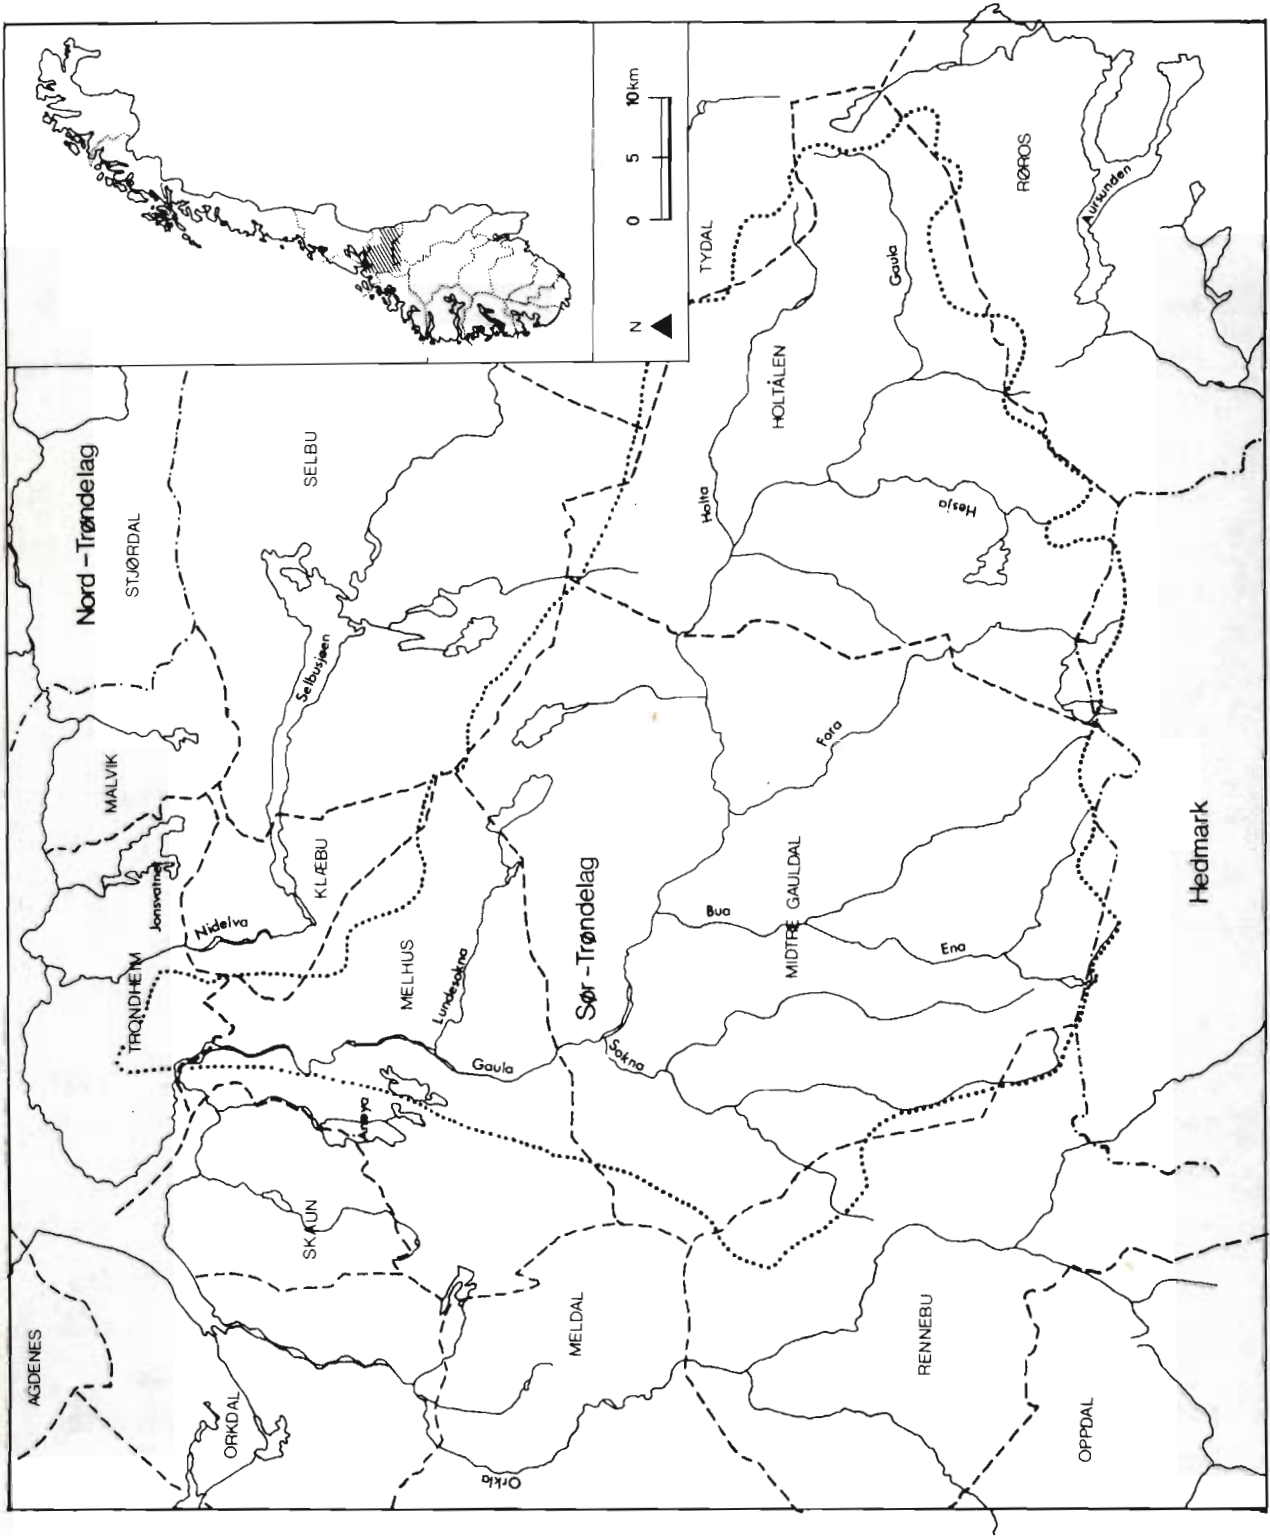 Nord-Trøndelag
STJØRDAL
SELBU
MALVIK
Selbusjøen
Jonsvatnet
KLÆBU
Nidelva
TRONDHEIM
MELHUS
Lundesokna
Gaula
Sør-Trøndelag
Sokna
SKAUN
AGDENES
ORKDAL
MELDAL
Orkla
RENNEBU
OPPDAL
MIDTRE GAULDAL
Bua
Ena
Fora
Holta
HOLTÅLEN
Hesja
Gaula
TYDAL
RØROS
Aursunden
Hedmark
N
0 5 10km